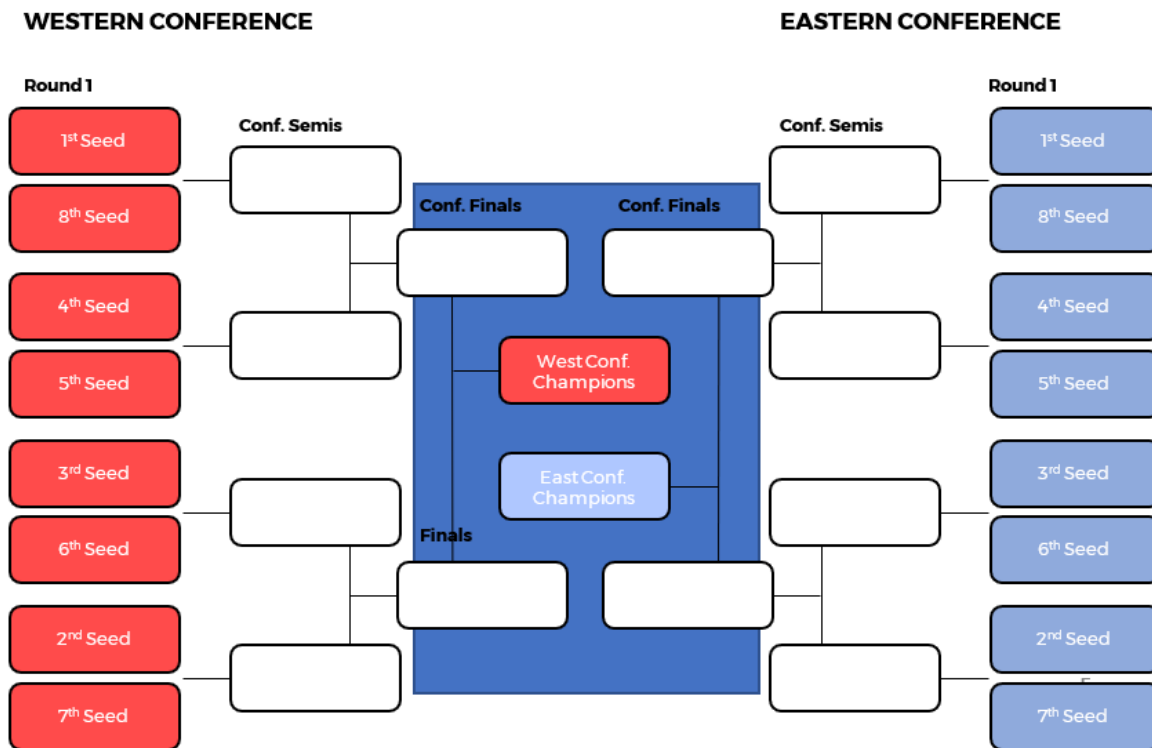 WESTERN CONFERENCE
EASTERN CONFERENCE
Round 1
Round 1
1st Seed
Conf. Semis
Conf. Semis
1st Seed
8th Seed
Conf. Finals
Conf. Finals
8th Seed
4th Seed
4th Seed
West Conf.
Champions
5th Seed
5th Seed
3rd Seed
East Conf.
Champions
3rd Seed
6th Seed
Finals
6th Seed
2nd Seed
2nd Seed
7th Seed
7th Seed